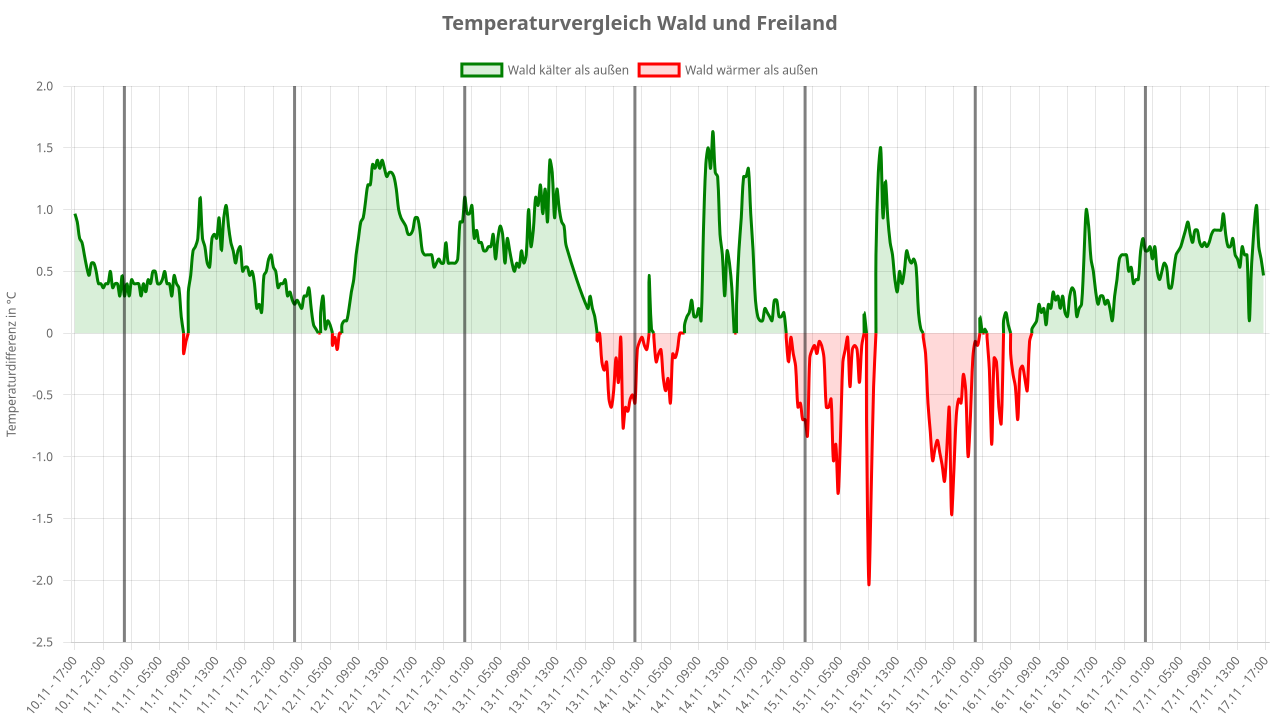 Temperaturvergleich Wald und Freiland
Wald kälter als außen
Wald wärmer als außen
Temperaturdifferenz in °C
2.0
1.5
1.0
0.5
0
-0.5
-1.0
-1.5
-2.0
-2.5
10.11 - 17:00
10.11 - 21:00
11.11 - 01:00
11.11 - 05:00
11.11 - 09:00
11.11 - 13:00
11.11 - 17:00
11.11 - 21:00
12.11 - 01:00
12.11 - 05:00
12.11 - 09:00
12.11 - 13:00
12.11 - 17:00
12.11 - 21:00
13.11 - 01:00
13.11 - 05:00
13.11 - 09:00
13.11 - 13:00
13.11 - 17:00
13.11 - 21:00
14.11 - 01:00
14.11 - 05:00
14.11 - 09:00
14.11 - 13:00
14.11 - 17:00
14.11 - 21:00
15.11 - 01:00
15.11 - 05:00
15.11 - 09:00
15.11 - 13:00
15.11 - 17:00
15.11 - 21:00
16.11 - 01:00
16.11 - 05:00
16.11 - 09:00
16.11 - 13:00
16.11 - 17:00
16.11 - 21:00
17.11 - 01:00
17.11 - 05:00
17.11 - 09:00
17.11 - 13:00
17.11 - 17:00